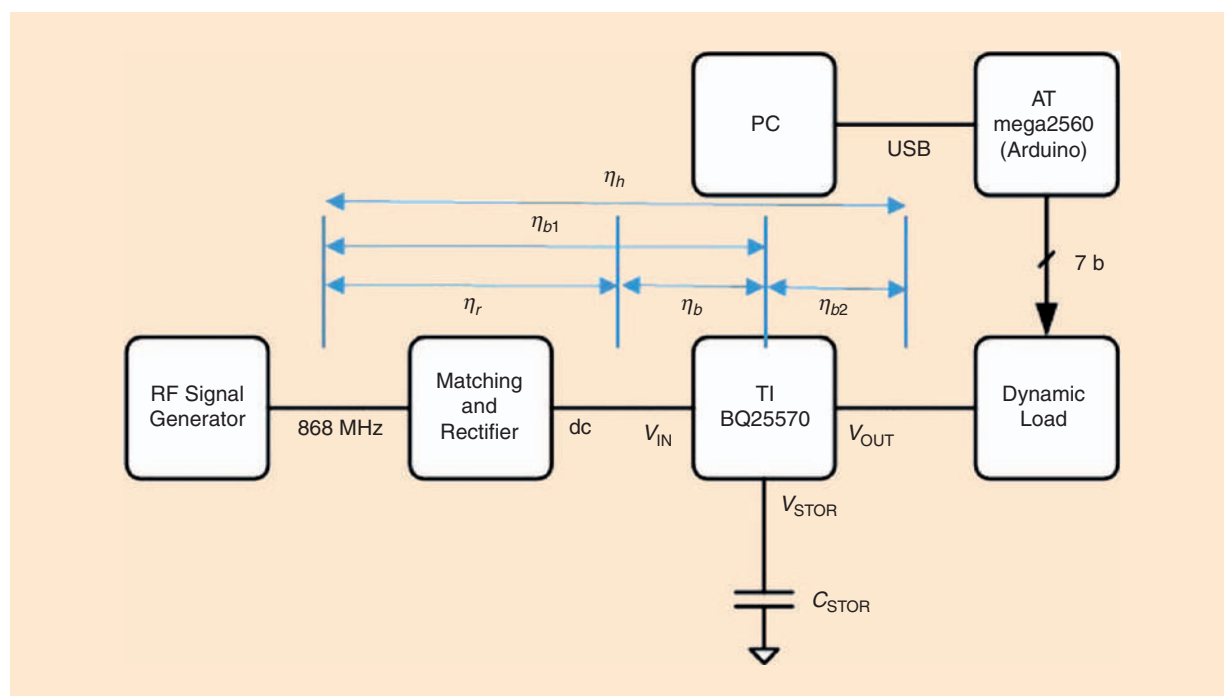 PC
USB
AT
mega2560
(Arduino)
7 b
ηh
ηb1
ηr
ηb
ηb2
RF Signal
Generator
868 MHz
Matching
and
Rectifier
dc
VIN
TI
BQ25570
VOUT
Dynamic
Load
VSTOR
CSTOR